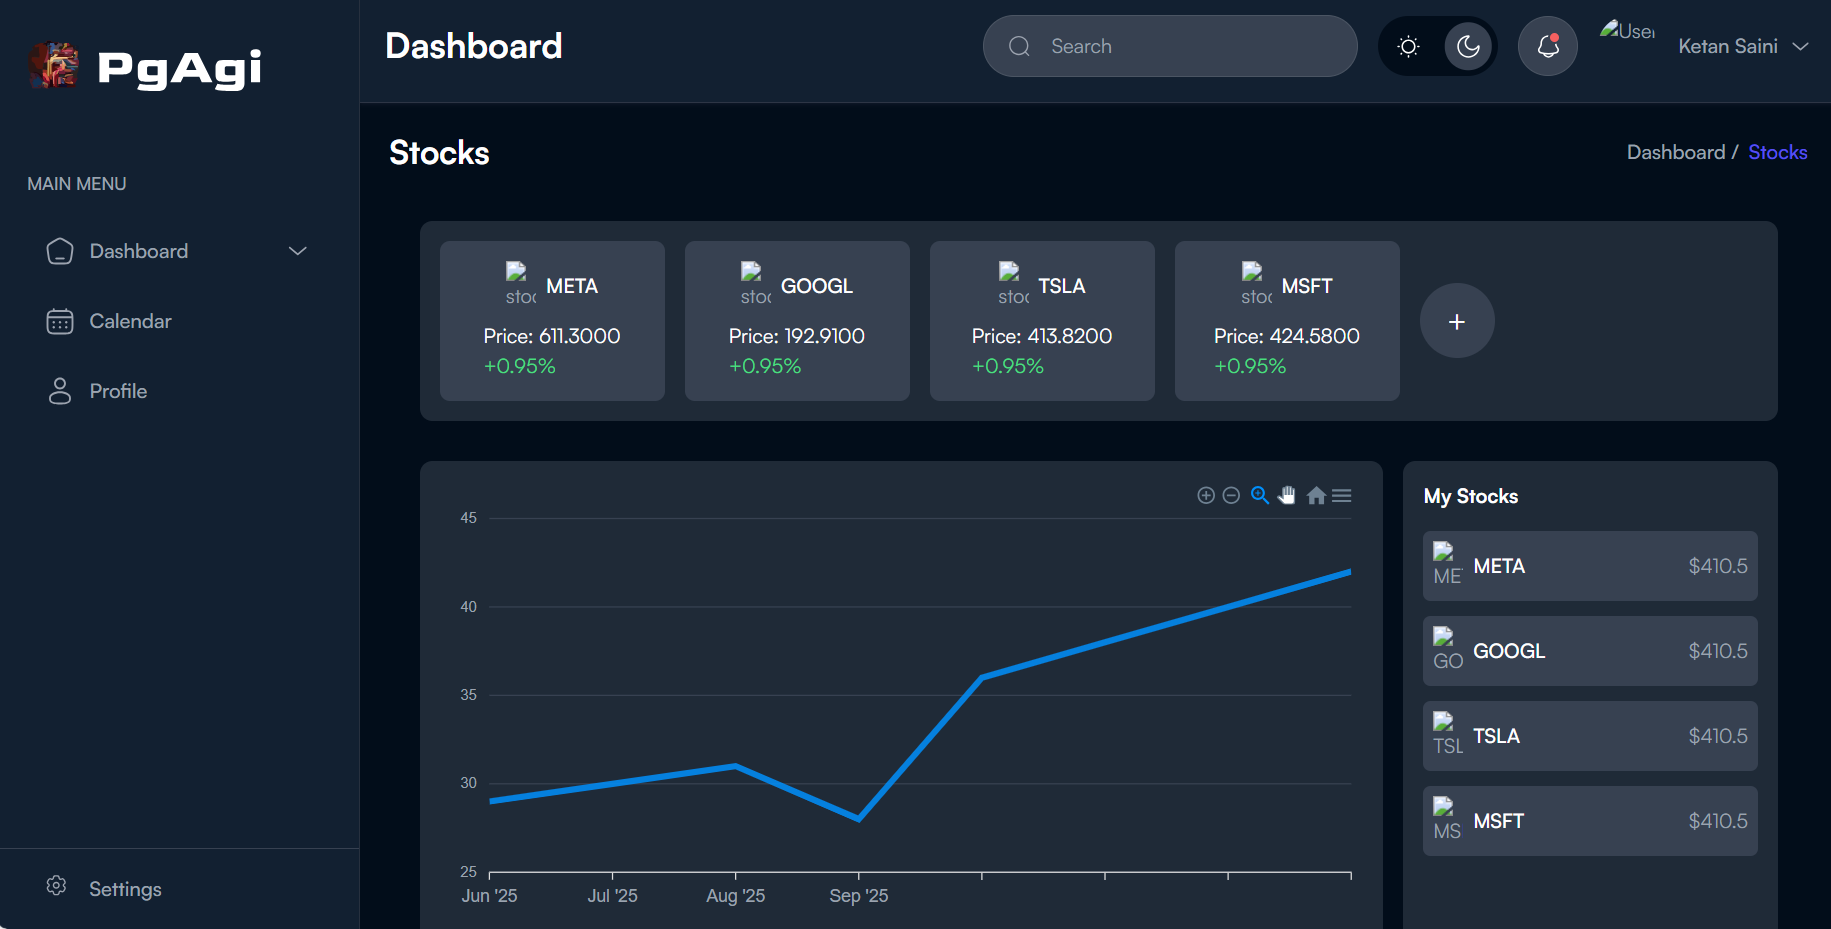 PgAgi
Dashboard
Search
User
Ketan Saini
MAIN MENU
Dashboard
Calendar
Profile
Settings
Stocks
Dashboard / Stocks
stoc
META
Price: 611.3000
+0.95%
stoc
GOOGL
Price: 192.9100
+0.95%
stoc
TSLA
Price: 413.8200
+0.95%
stoc
MSFT
Price: 424.5800
+0.95%
+
45
40
35
30
25
Jun '25
Jul '25
Aug '25
Sep '25
My Stocks
ME
META
$410.5
GO
GOOGL
$410.5
TSL
TSLA
$410.5
MS
MSFT
$410.5